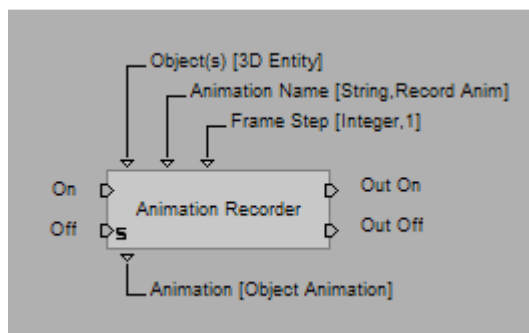 Object(s) [3D Entity]
Animation Name [String,Record Anim]
Frame Step [Integer,1]
On
Out On
Animation Recorder
Off
s
Out Off
Animation [Object Animation]